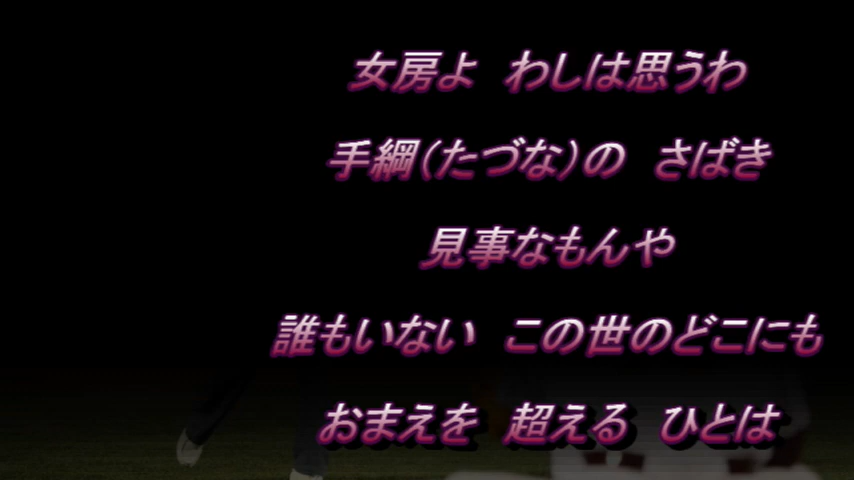 女房よ　わしは思うわ
手綱（たづな）の　さばき
見事なもんや
誰もいない　この世のどこにも
おまえを　超える　ひとは